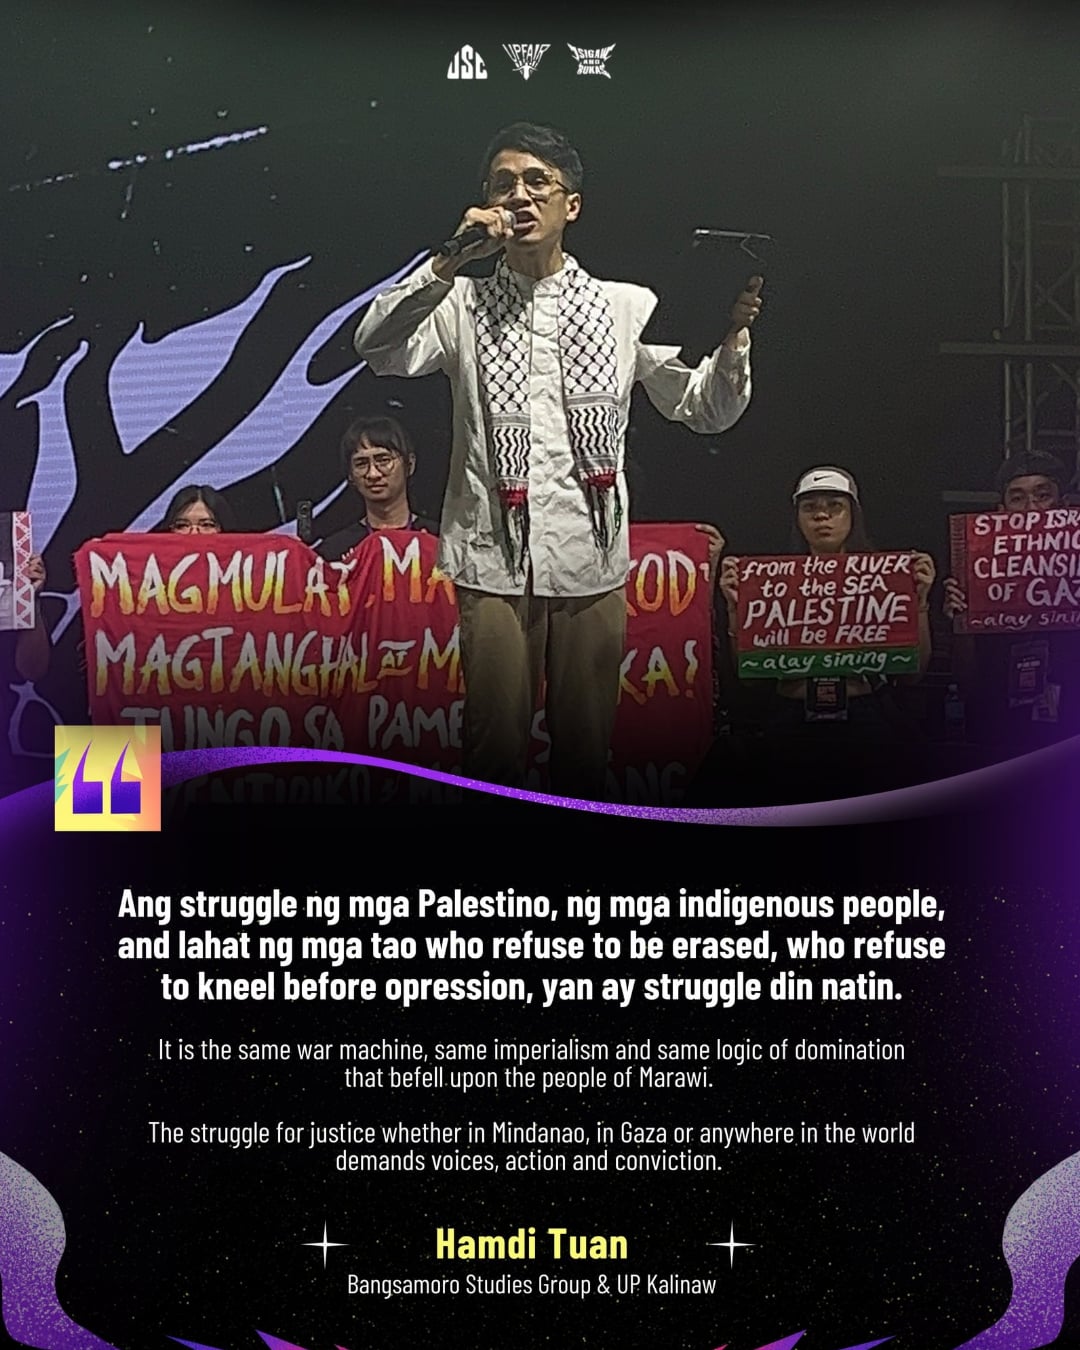 USC UPFAIR
MAGMULAT, MA KOD
MAGTANGHAL AT M KA!
TUNGO SA PAME
from the RIVER
to the SEA
PALESTINE
will be FREE
~alay sining~
STOP ISR
ETHNIC
CLEANSI
OF GA
~alay sini
Ang struggle ng mga Palestino, ng mga indigenous people,
and lahat ng mga tao who refuse to be erased, who refuse
to kneel before opression, yan ay struggle din natin.
It is the same war machine, same imperialism and same logic of domination
that befell upon the people of Marawi.
The struggle for justice whether in Mindanao, in Gaza or anywhere in the world
demands voices, action and conviction.
Hamdi Tuan
Bangsamoro Studies Group & UP Kalinaw